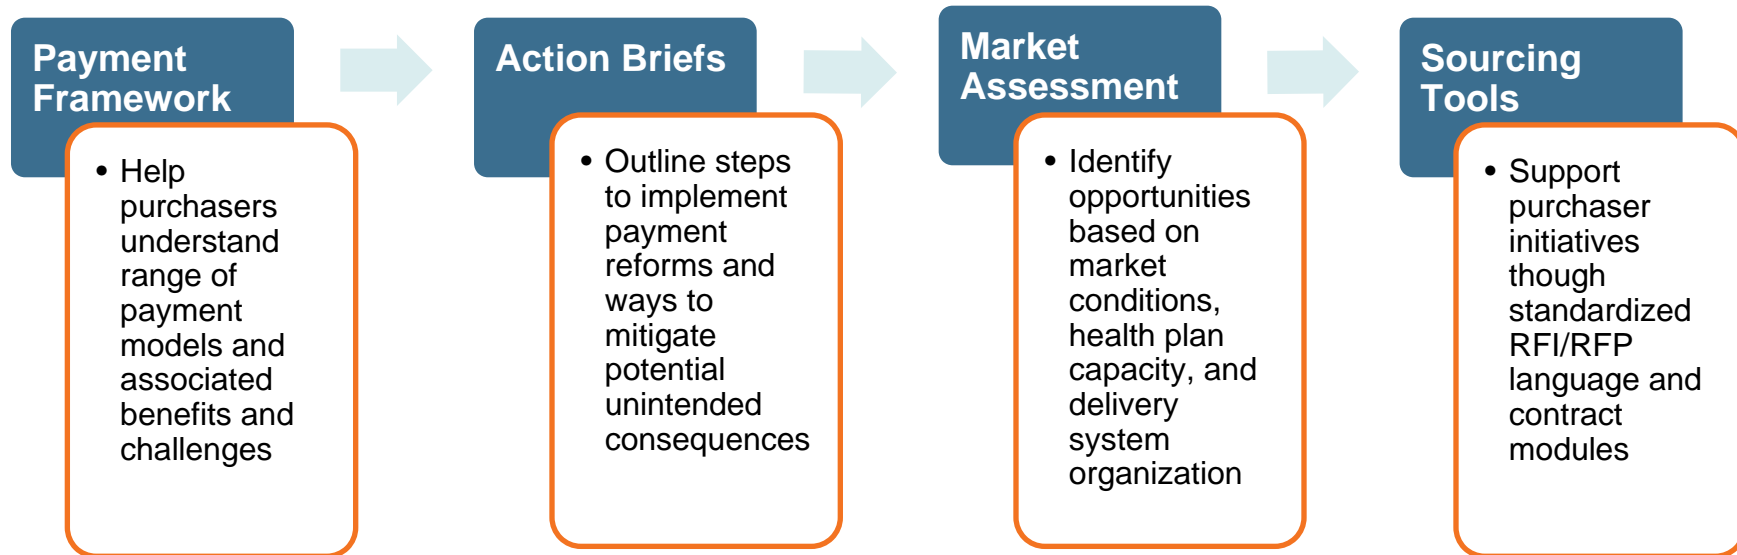 Payment
Framework
• Help
purchasers
understand
range of
payment
models and
associated
benefits and
challenges
Action Briefs
• Outline steps
to implement
payment
reforms and
ways to
mitigate
potential
unintended
consequences
Market
Assessment
• Identify
opportunities
based on
market
conditions,
health plan
capacity, and
delivery
system
organization
Sourcing
Tools
• Support
purchaser
initiatives
though
standardized
RFI/RFP
language and
contract
modules